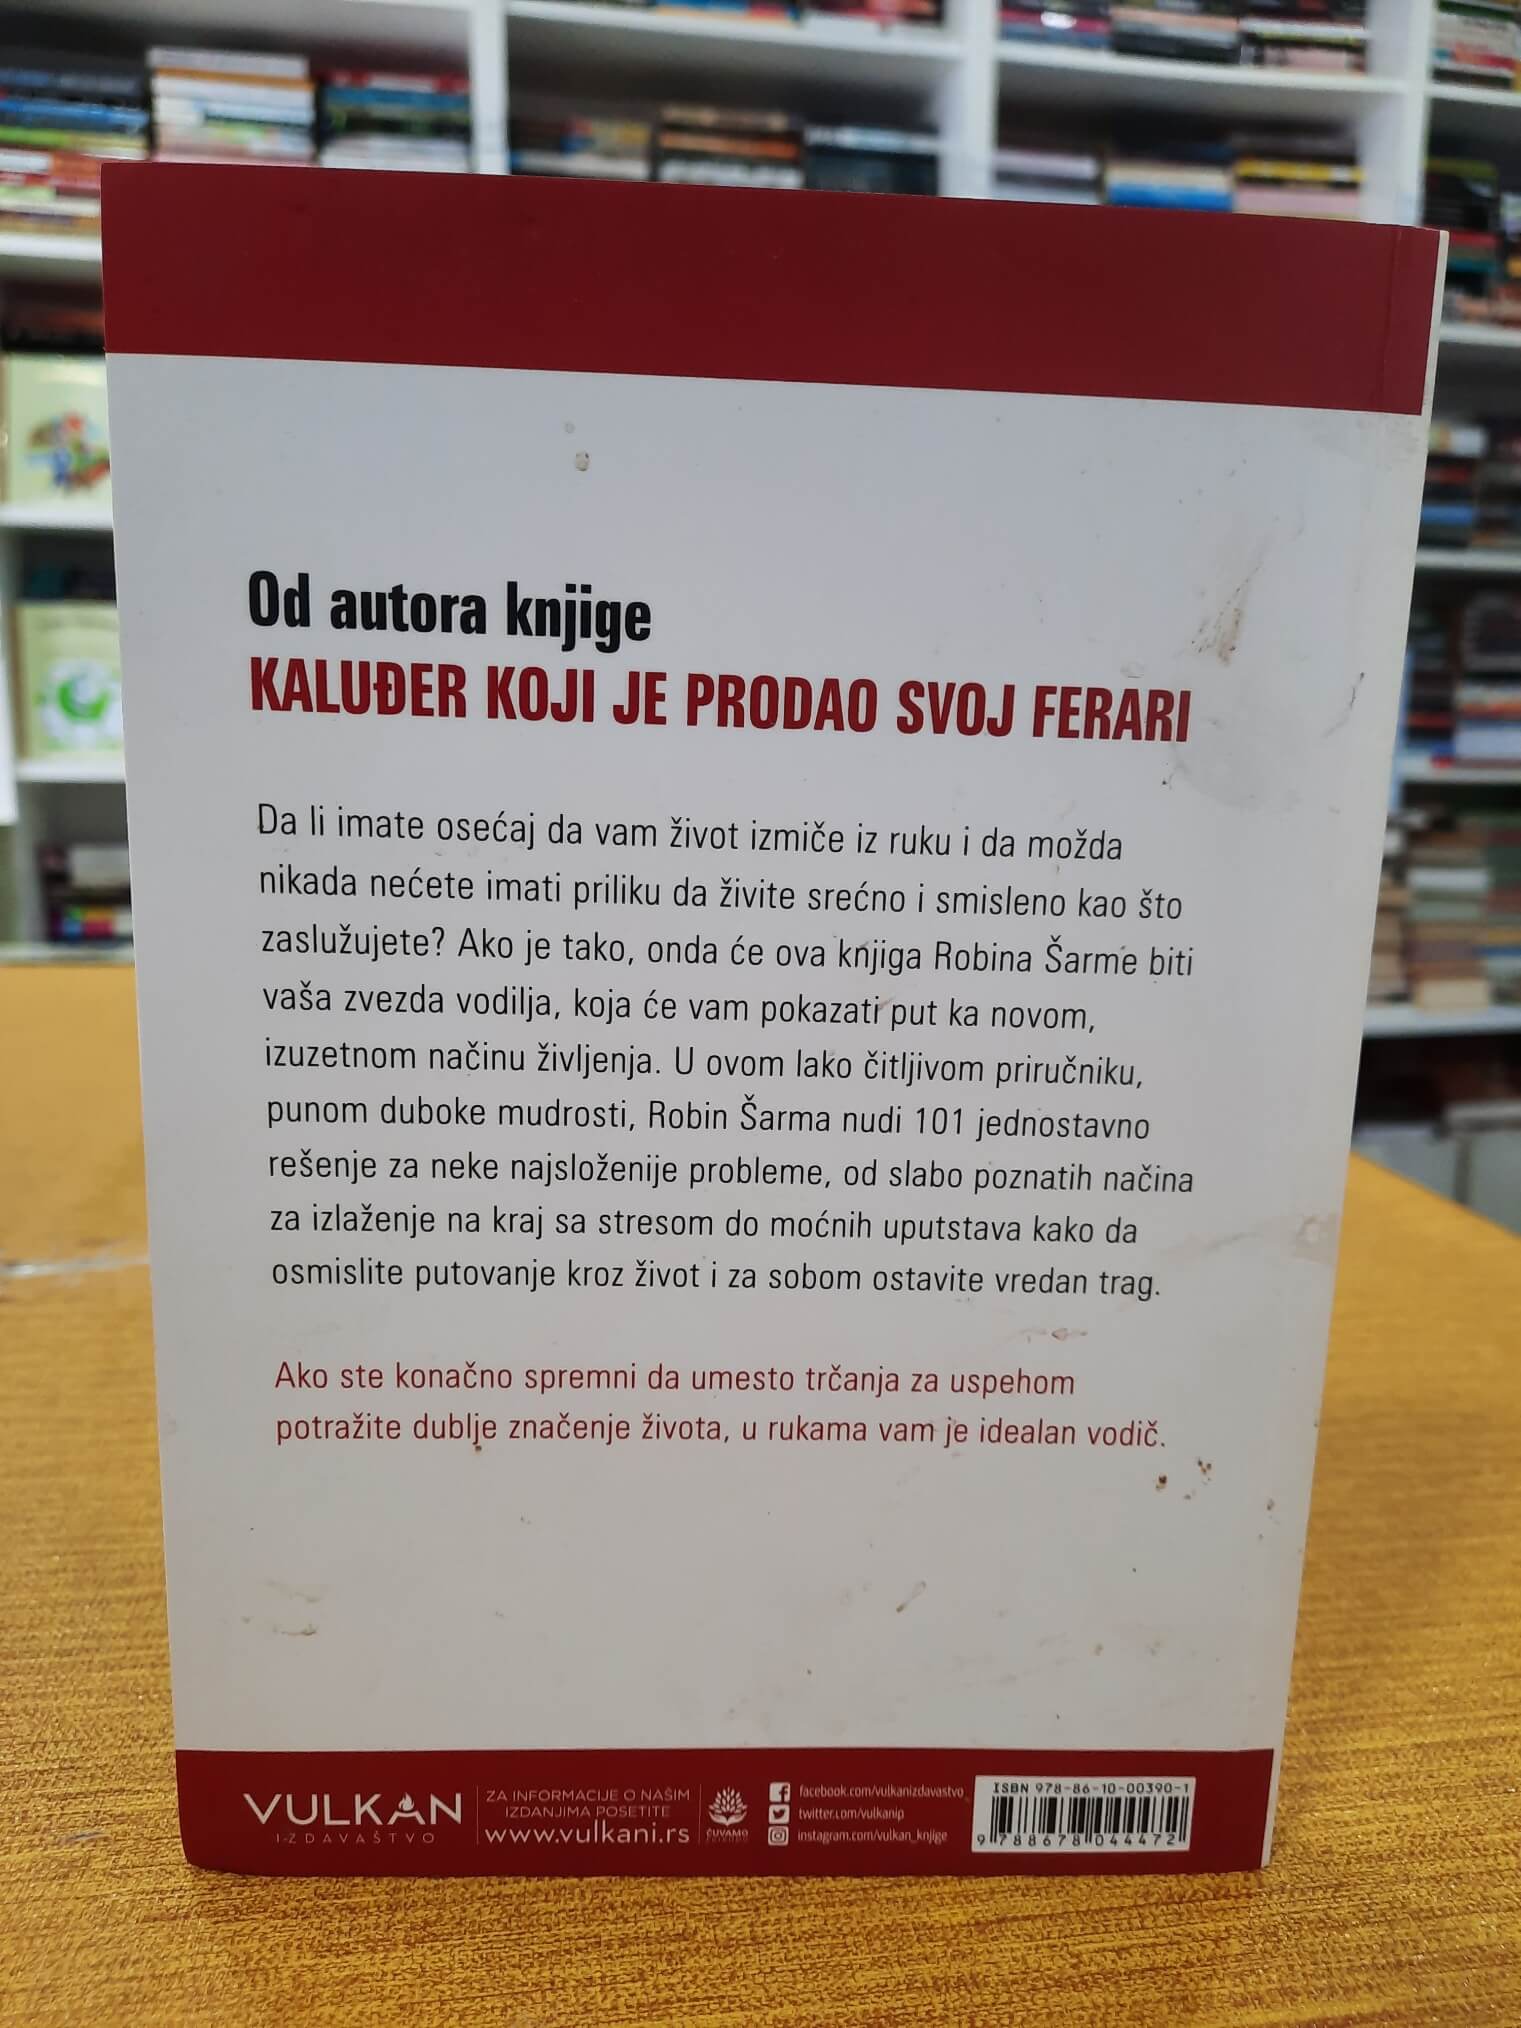 Od autora knjige
KALUĐER KOJI JE PRODAO SVOJ FERARI
Da li imate osećaj da vam život izmiče iz ruku i da možda
nikada nećete imati priliku da živite srećno i smisleno kao što
zaslužujete? Ako je tako, onda će ova knjiga Robina Šarme biti
vaša zvezda vodilja, koja će vam pokazati put ka novom,
izuzetnom načinu življenja. U ovom lako čitljivom priručniku,
punom duboke mudrosti, Robin Šarma nudi 101 jednostavno
rešenje za neke najsloženije probleme, od slabo poznatih načina
za izlaženje na kraj sa stresom do moćnih uputstava kako da
osmislite putovanje kroz život i za sobom ostavite vredan trag.
Ako ste konačno spremni da umesto trčanja za uspehom
potražite dublje značenje života, u rukama vam je idealan vodič.
VULKAN
IZDAVAŠTVO
ZA INFORMACIJE O NAŠIM
IZDANJIMA POSETITE
www.vulkani.rs
ČUVAMO
facebook.com/vulkanizdavastvo
twitter.com/vulkanip
instagram.com/vulkan_knjige
ISBN 978-86-10-00390-1
9 788678 044472